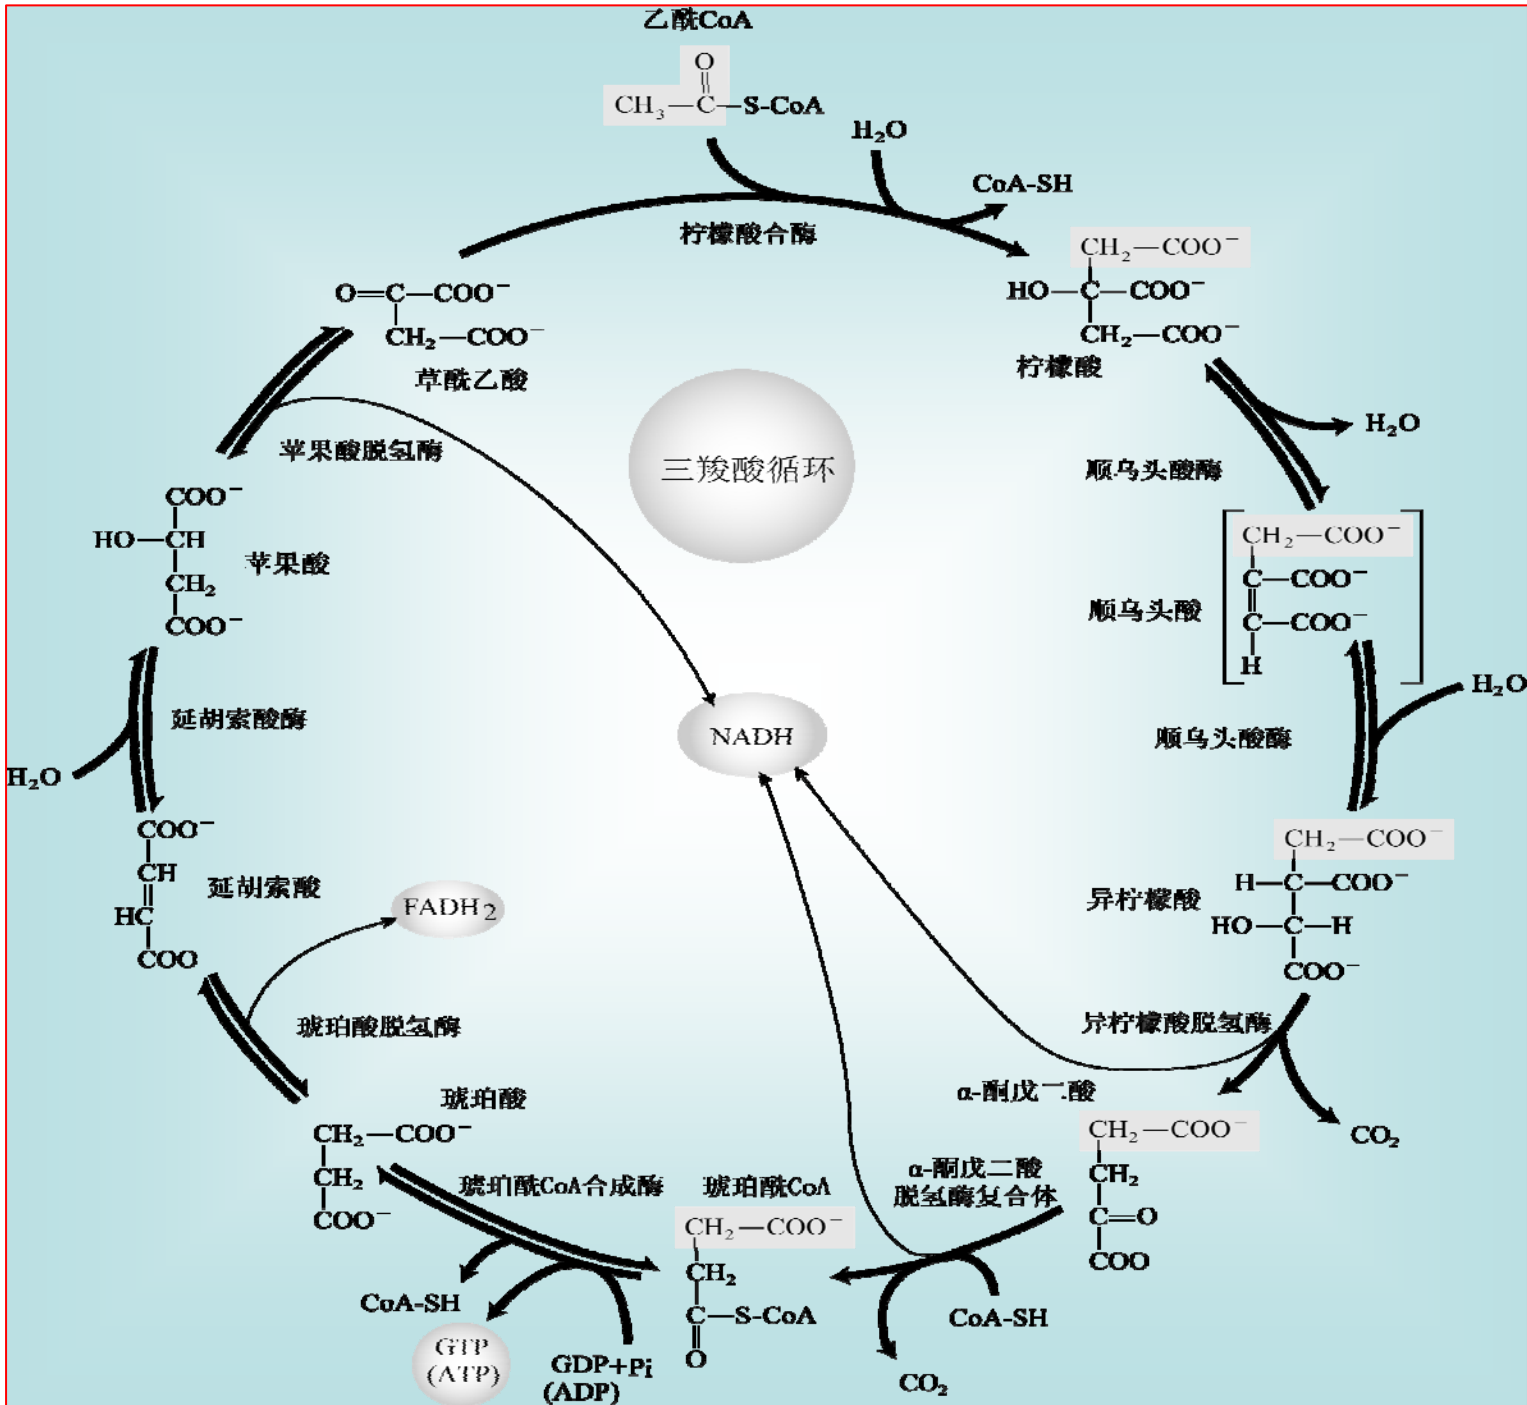 乙酰CoA
O
CH₃—C—S-CoA
H₂O
CoA-SH
柠檬酸合酶
CH₂—COO⁻
HO—C—COO⁻
CH₂—COO⁻
柠檬酸
O=C—COO⁻
CH₂—COO⁻
草酰乙酸
H₂O
苹果酸脱氢酶
三羧酸循环
顺乌头酸酶
COO⁻
HO—CH
CH₂
COO⁻
苹果酸
CH₂—COO⁻
C—COO⁻
C—COO⁻
H
顺乌头酸
H₂O
延胡索酸酶
NADH
顺乌头酸酶
H₂O
COO⁻
CH
HC
COO
延胡索酸
FADH₂
CH₂—COO⁻
H—C—COO⁻
HO—C—H
COO⁻
异柠檬酸
琥珀酸脱氢酶
异柠檬酸脱氢酶
琥珀酸
CH₂—COO⁻
CH₂
COO⁻
α-酮戊二酸
CH₂—COO⁻
CH₂
C=O
COO
CO₂
琥珀酰CoA合成酶
琥珀酰CoA
α-酮戊二酸
脱氢酶复合体
CH₂—COO⁻
CH₂
C—S-CoA
O
CoA-SH
CoA-SH
GTP
(ATP)
GDP+Pi
(ADP)
CO₂